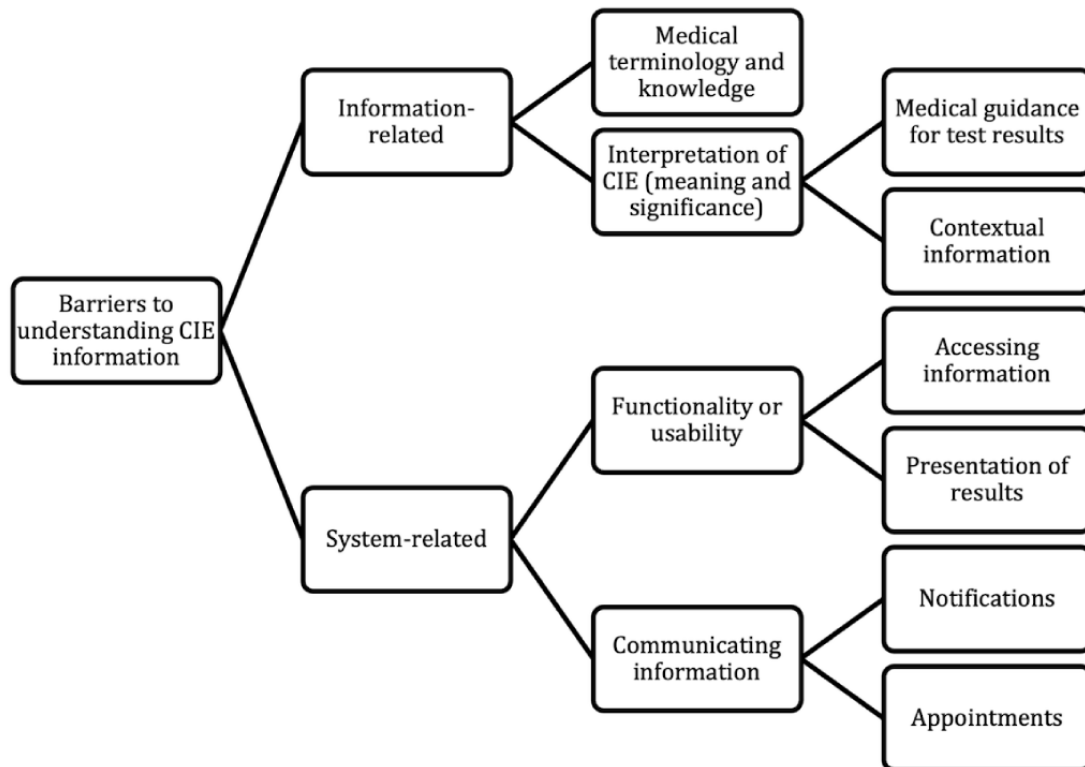 Barriers to
understanding CIE
information
Information-
related
System-related
Medical
terminology and
knowledge
Interpretation of
CIE (meaning and
significance)
Functionality or
usability
Communicating
information
Medical guidance
for test results
Contextual
information
Accessing
information
Presentation of
results
Notifications
Appointments